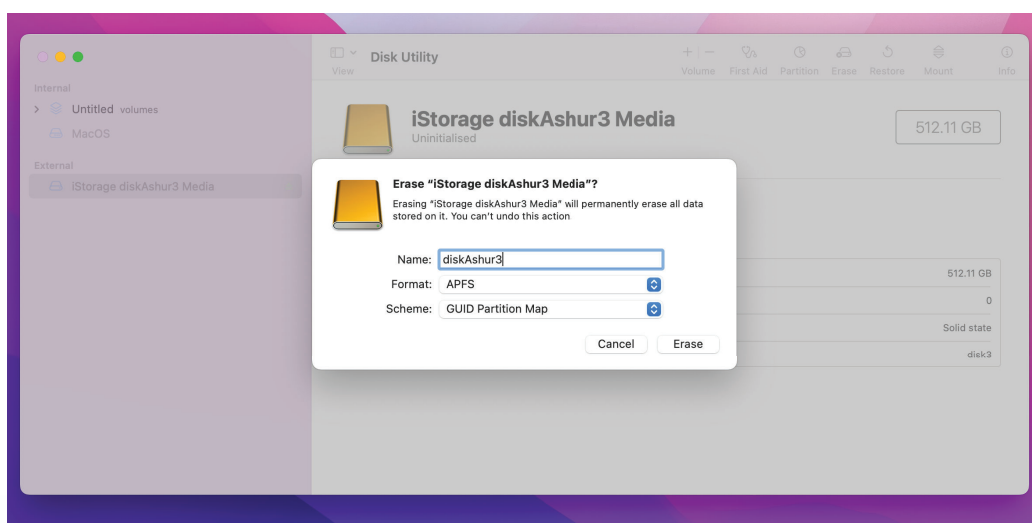 Disk Utility
View
Volume First Aid Partition Erase Restore Mount Info
Internal
Untitled volumes
MacOS
External
iStorage diskAshur3 Media
iStorage diskAshur3 Media
Uninitialised
512.11 GB
Erase “iStorage diskAshur3 Media”?
Erasing “iStorage diskAshur3 Media” will permanently erase all data
stored on it. You can’t undo this action
Name: diskAshur3
Format: APFS
Scheme: GUID Partition Map
Cancel Erase
512.11 GB
0
Solid state
disk3